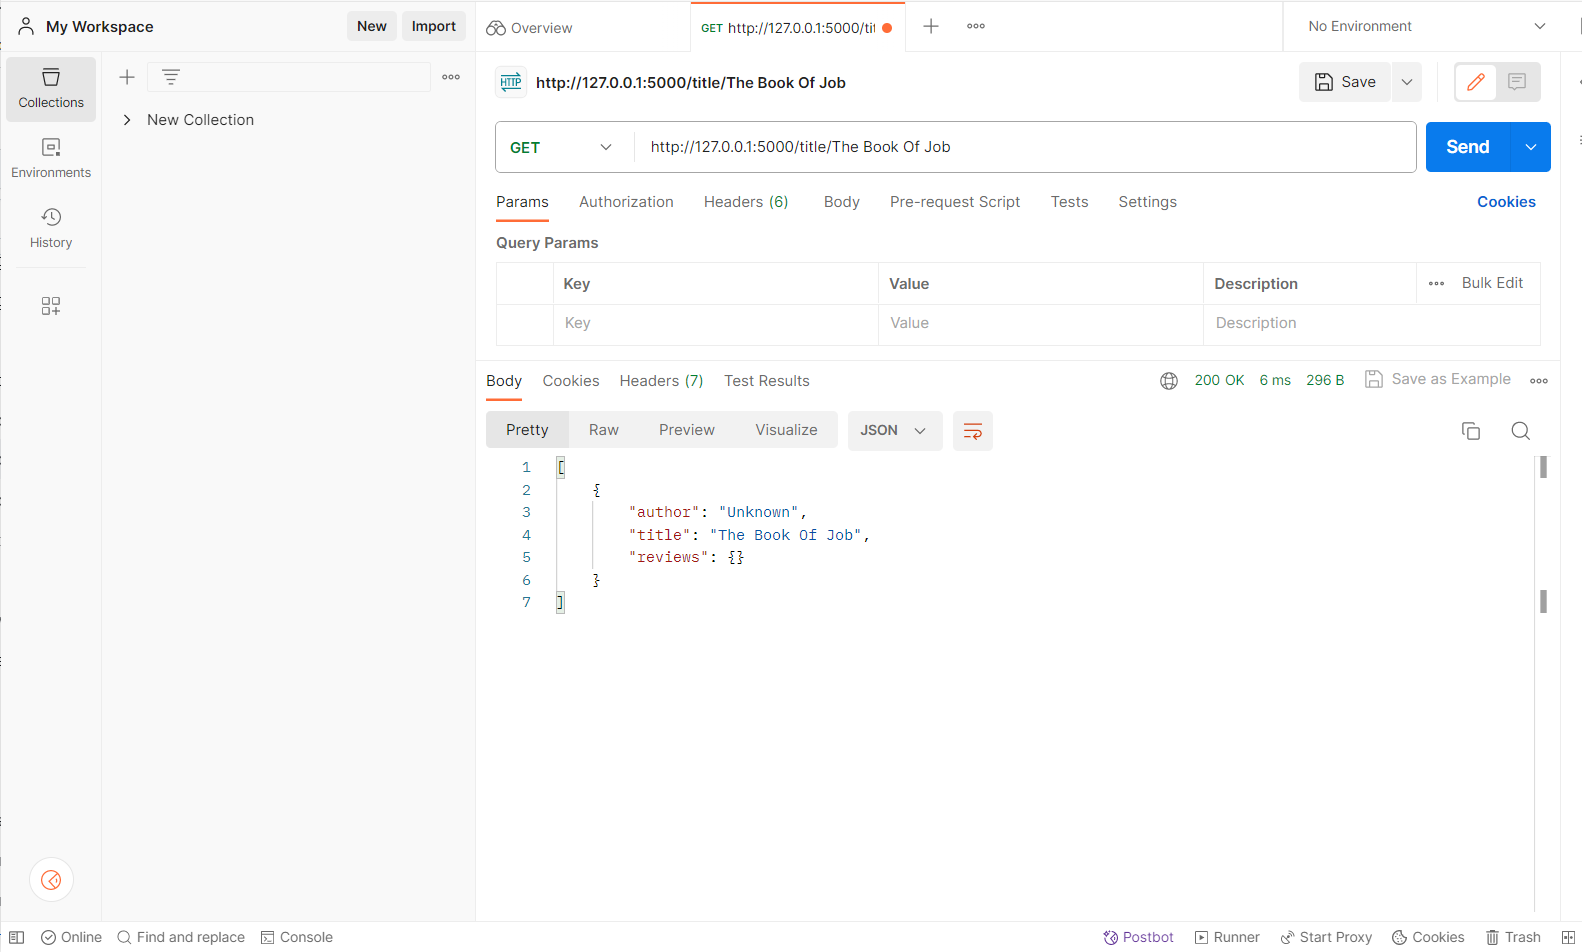 My Workspace
New
Import
Overview
GET http://127.0.0.1:5000/tit
No Environment
Collections
Environments
History
New Collection
HTTP
http://127.0.0.1:5000/title/The Book Of Job
Save
GET
http://127.0.0.1:5000/title/The Book Of Job
Send
Params
Authorization
Headers (6)
Body
Pre-request Script
Tests
Settings
Cookies
Query Params
Key
Value
Description
Bulk Edit
Key
Value
Description
Body
Cookies
Headers (7)
Test Results
200 OK
6 ms
296 B
Save as Example
Pretty
Raw
Preview
Visualize
JSON
1 [
2 {
3 "author": "Unknown",
4 "title": "The Book Of Job",
5 "reviews": {}
6 }
7 ]
Online
Find and replace
Console
Postbot
Runner
Start Proxy
Cookies
Trash